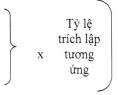 Tỷ lệ
trích lập
x tương
ứng